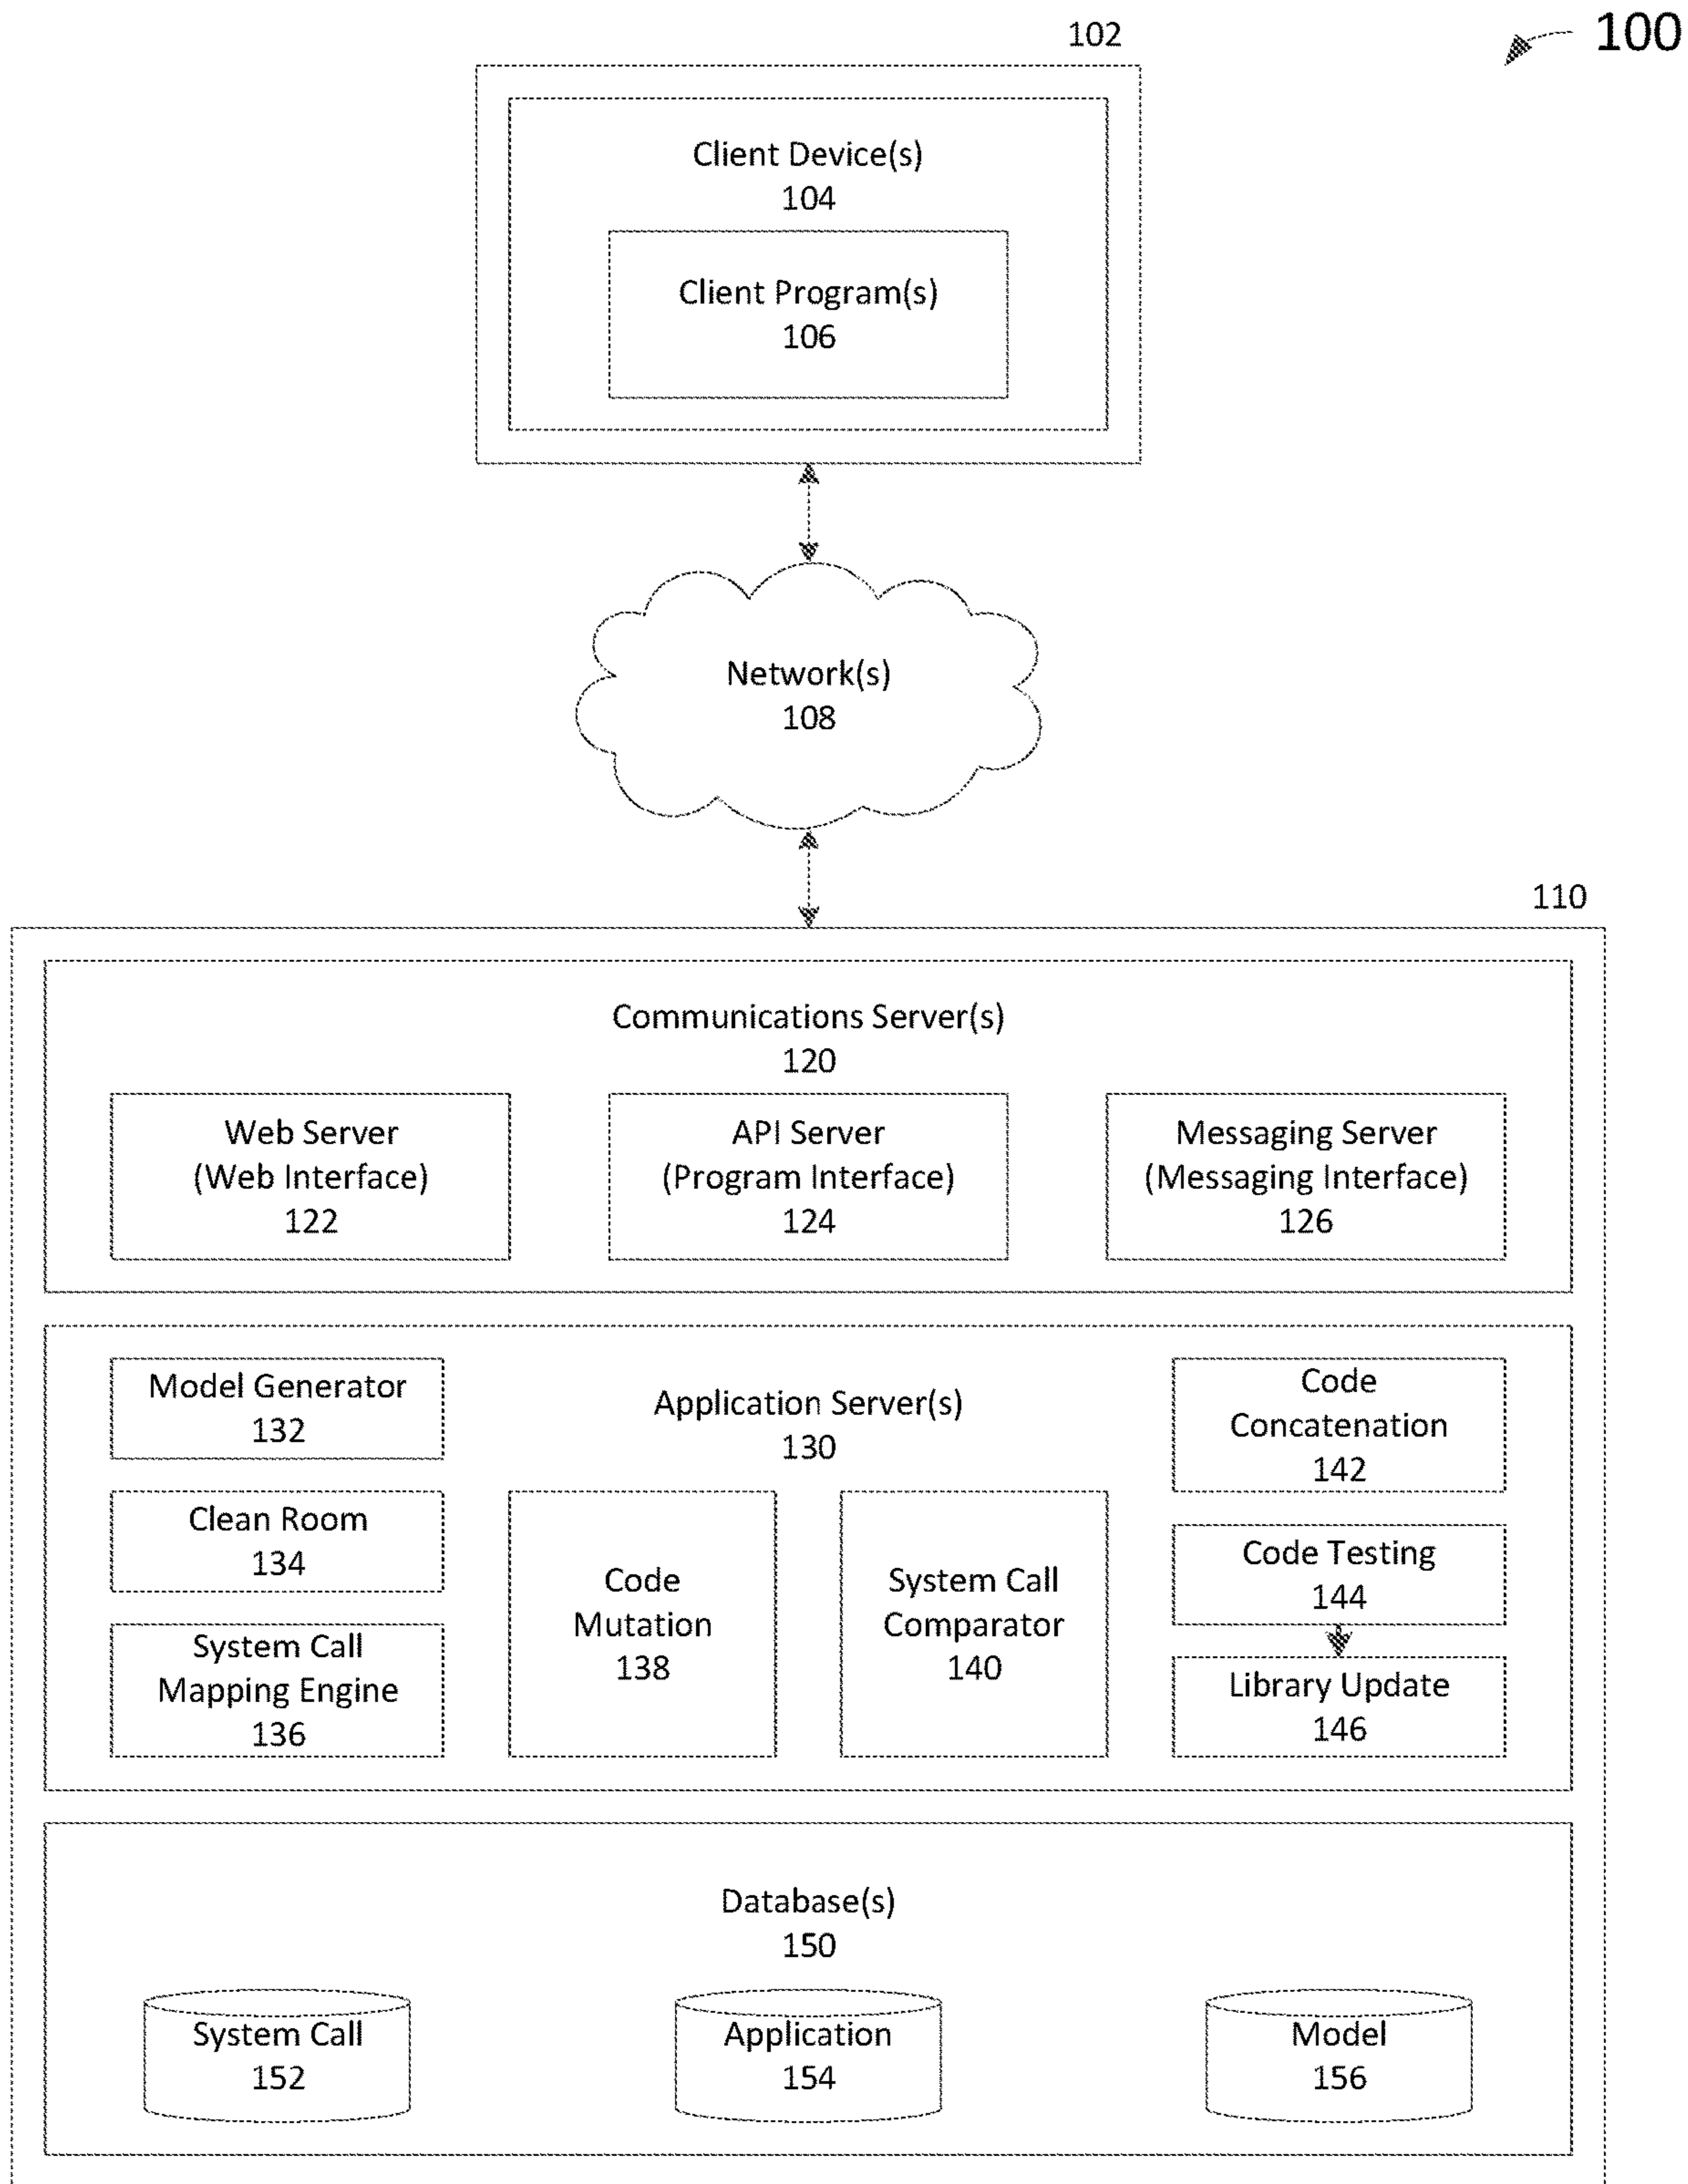 100
102
Client Device(s)
104
Client Program(s)
106
Network(s)
108
110
Communications Server(s)
120
Web Server
(Web Interface)
122
API Server
(Program Interface)
124
Messaging Server
(Messaging Interface)
126
Application Server(s)
130
Model Generator
132
Clean Room
134
System Call
Mapping Engine
136
Code
Mutation
138
System Call
Comparator
140
Code
Concatenation
142
Code Testing
144
Library Update
146
Database(s)
150
System Call
152
Application
154
Model
156